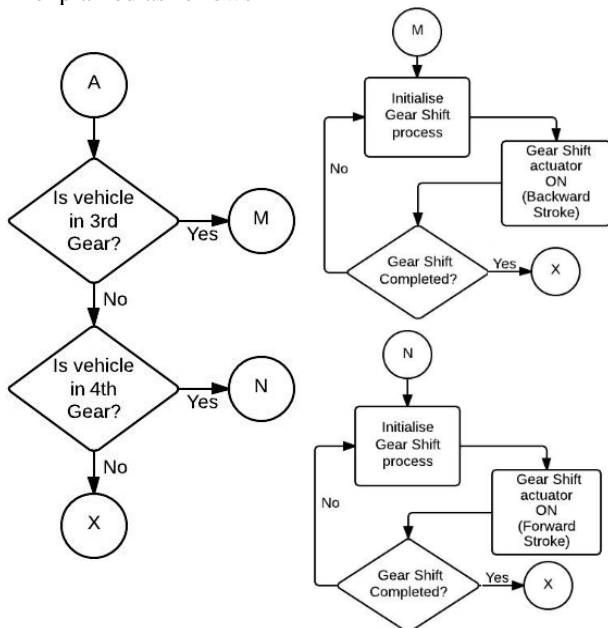 A
Is vehicle
in 3rd
Gear?
Yes
M
No
Is vehicle
in 4th
Gear?
Yes
N
No
X
M
Initialise
Gear Shift
process
No
Gear Shift
actuator
ON
(Backward
Stroke)
Gear Shift
Completed?
Yes
X
N
Initialise
Gear Shift
process
No
Gear Shift
actuator
ON
(Forward
Stroke)
Gear Shift
Completed?
Yes
X